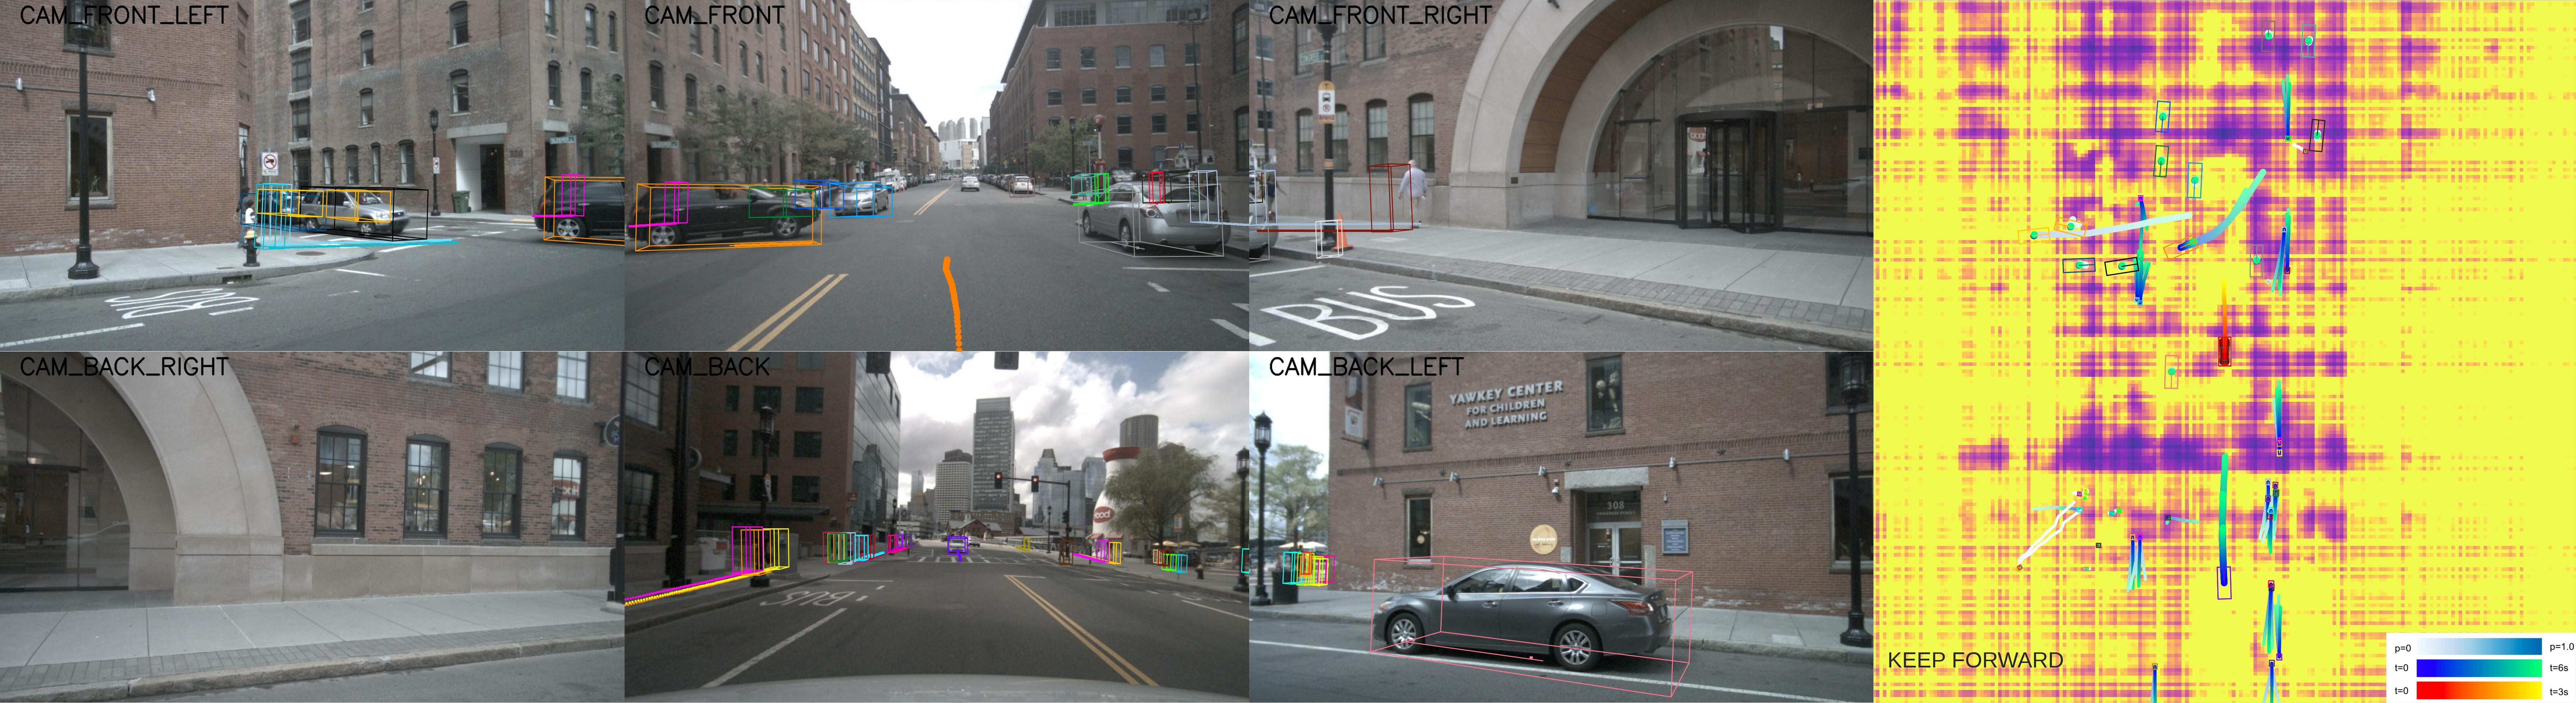 CAM_FRONT_LEFT
CAM_FRONT
CAM_FRONT_RIGHT
BUS
BUS
CAM_BACK_RIGHT
CAM_BACK
CAM_BACK_LEFT
YAWKEY CENTER
FOR CHILDREN
AND LEARNING
308
BUS
KEEP FORWARD
p=0
p=1.0
t=0
t=6s
t=0
t=3s